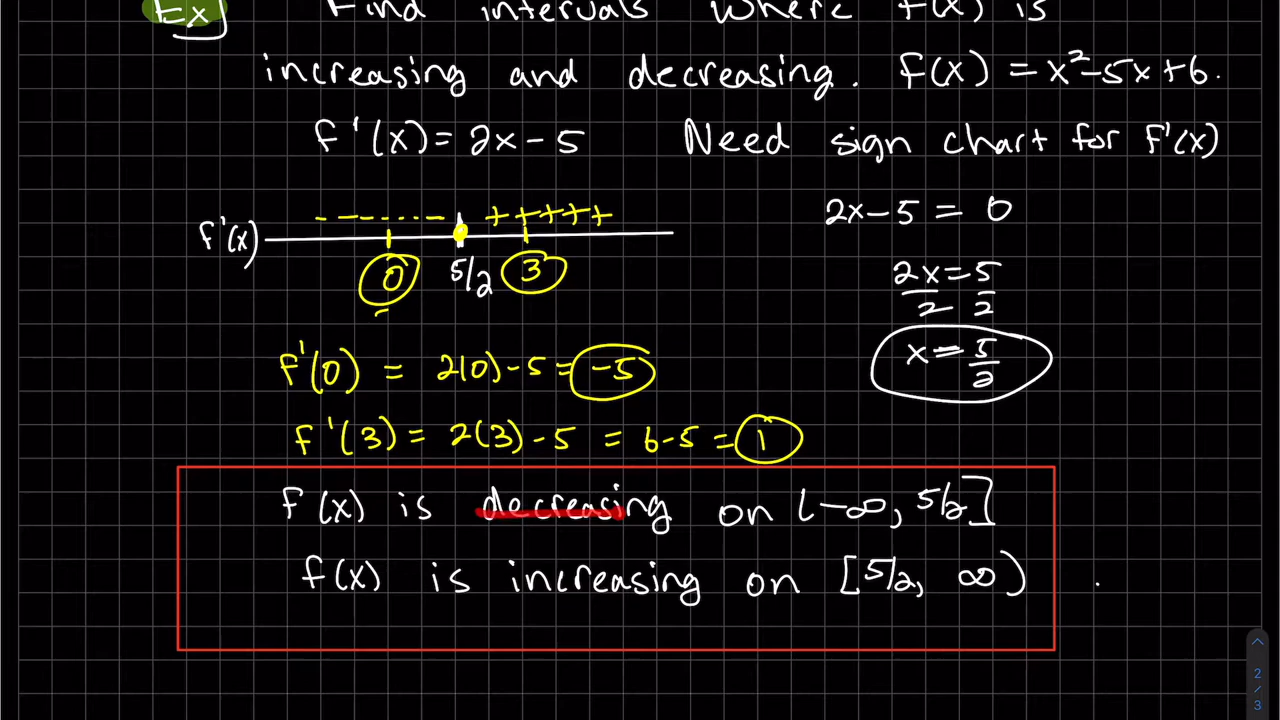 Ex Find intervals where f(x) is
increasing and decreasing. f(x) = x²-5x+6.
f'(x) = 2x-5 Need sign chart for f'(x)
f'(x) - - - - - - - + + + + +
0 5/2 3
2x-5 = 0
2x = 5
2 2
x = 5/2
f'(0) = 2(0)-5 = -5
f'(3) = 2(3)-5 = 6-5 = 1
f(x) is decreasing on (-∞, 5/2]
f(x) is increasing on [5/2, ∞)
2
/
3